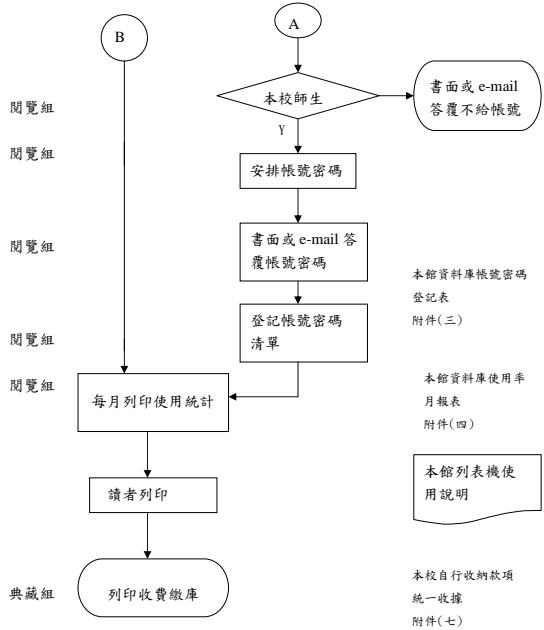 B
A
本校師生
書面或 e-mail
答覆不給帳號
閱覽組
Y
閱覽組
安排帳號密碼
閱覽組
書面或 e-mail 答
覆帳號密碼
本館資料庫帳號密碼
登記表
附件(三)
閱覽組
登記帳號密碼
清單
閱覽組
每月列印使用統計
本館資料庫使用率
月報表
附件(四)
讀者列印
本館列表機使
用說明
典藏組
列印收費繳庫
本校自行收納款項
統一收據
附件(七)